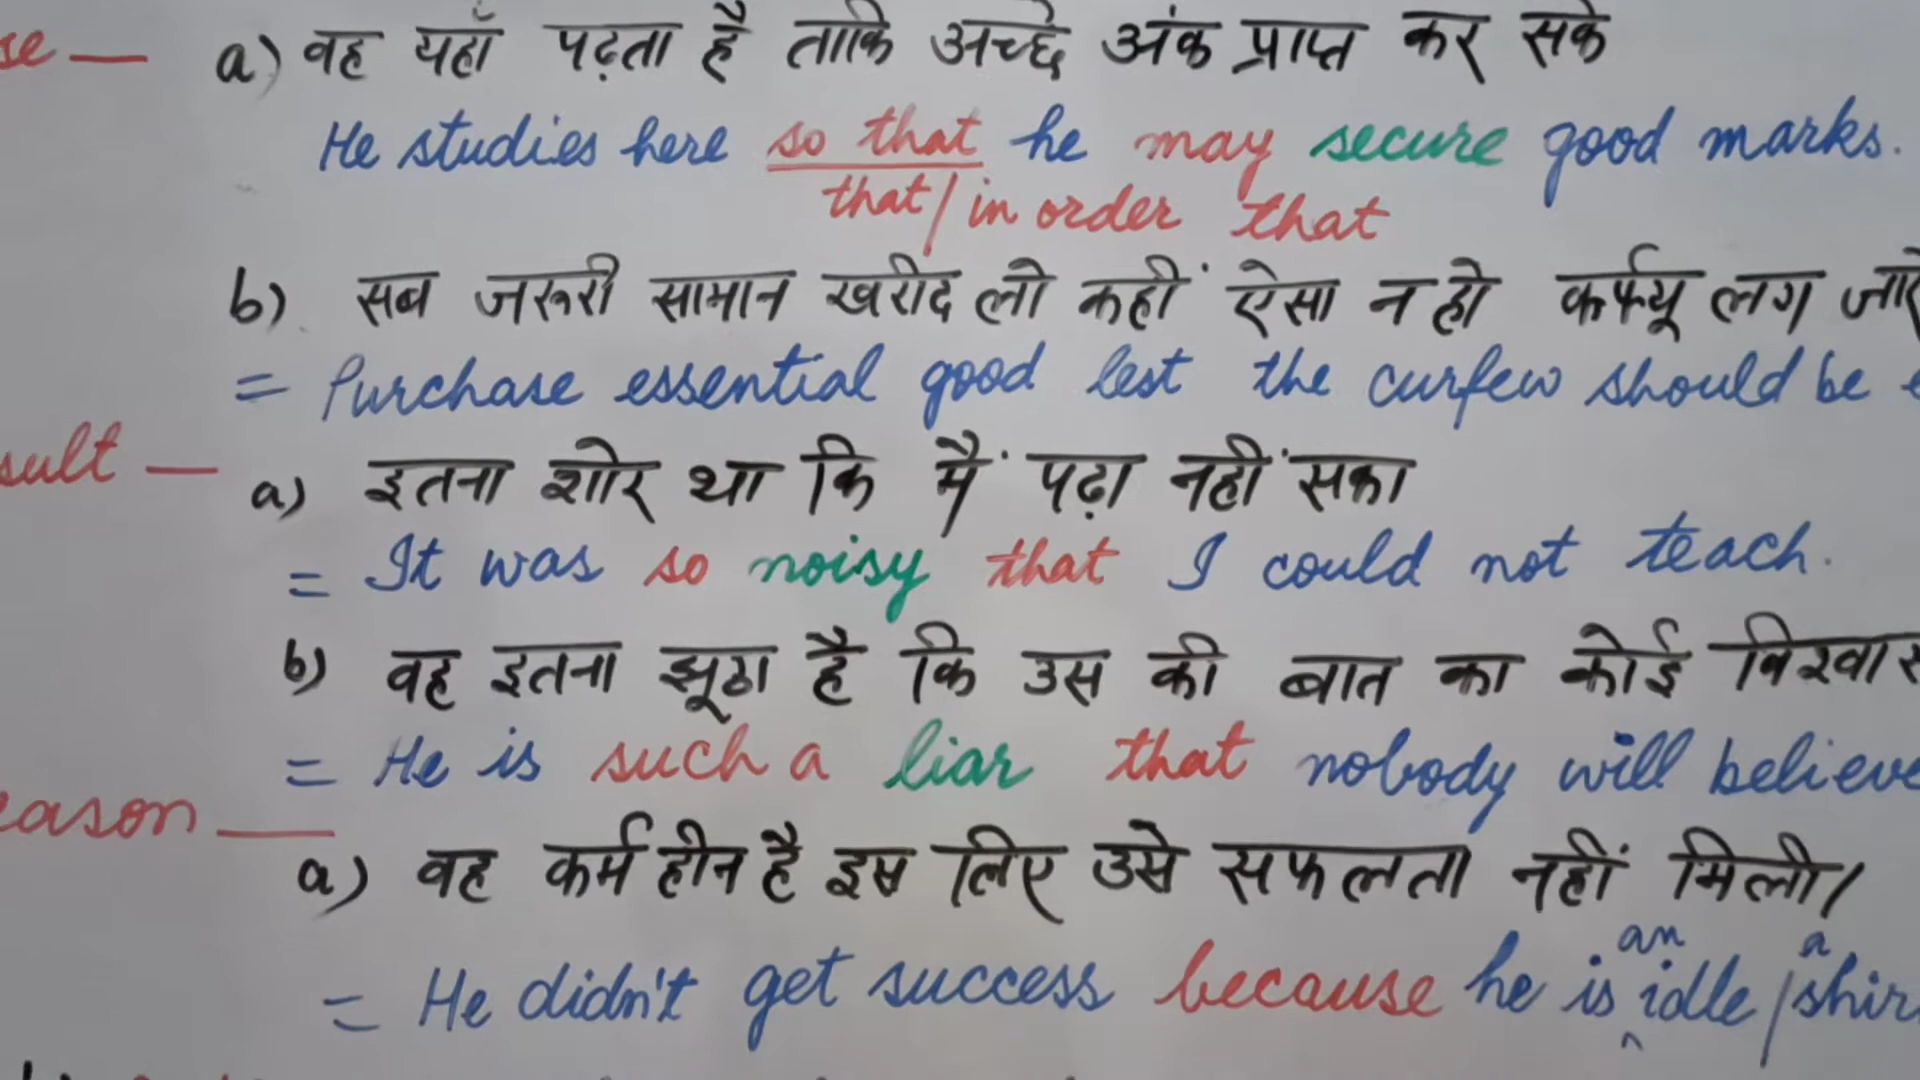 se — a) वह यहाँ पढ़ता है ताकि अच्छे अंक प्राप्त कर सके
He studies here so that he may secure good marks.
that / in order that
b) सब जरुरी सामान खरीद लो कहीं ऐसा न हो कर्फ्यू लग जाए
= Purchase essential good lest the curfew should be
sult — a) इतना शोर था कि मैं पढ़ा नहीं सका
= It was so noisy that I could not teach.
b) वह इतना झूठा है कि उस की बात का कोई विश्वास
= He is such a liar that nobody will believe
eason —
a) वह कर्म हीन है इस लिए उसे सफलता नहीं मिली।
an a
= He didn't get success because he is ^ idle / shir